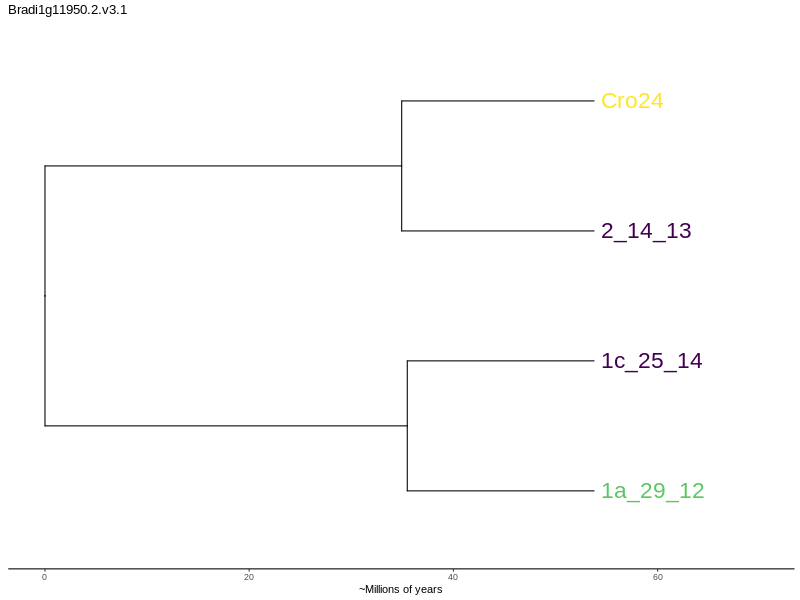 Bradi1g11950.2.v3.1
Cro24
2_14_13
1c_25_14
1a_29_12
0 20 40 60
~Millions of years